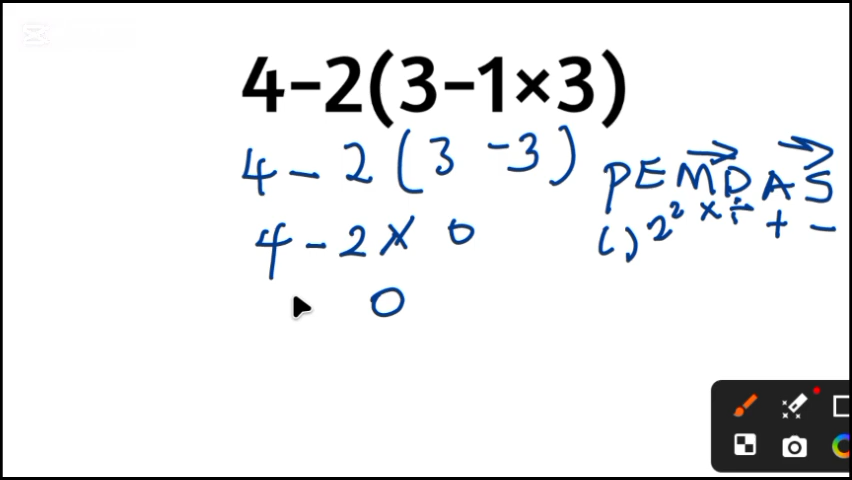 4−2(3−1×3)
4 − 2 (3 −3)
PEMDAS
( ) 2² × ÷ + −
4 − 2 × 0
0